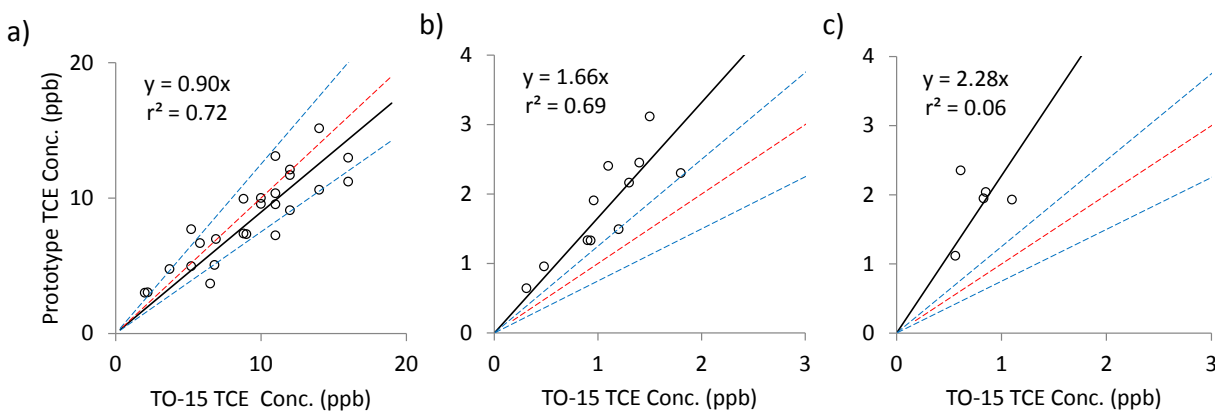 a)
20
10
0
0
10
20
Prototype TCE Conc. (ppb)
TO-15 TCE Conc. (ppb)
y = 0.90x
r² = 0.72
b)
4
3
2
1
0
0
1
2
3
TO-15 TCE Conc. (ppb)
y = 1.66x
r² = 0.69
c)
4
3
2
1
0
0
1
2
3
TO-15 TCE Conc. (ppb)
y = 2.28x
r² = 0.06